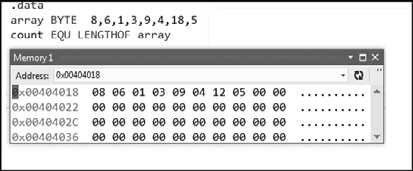 .data
array BYTE 8,6,1,3,9,4,18,5
count EQU LENGTHOF array
Memory 1
Address: 0x00404018
0x00404018 08 06 01 03 09 04 12 05 00 00 ..........
0x00404022 00 00 00 00 00 00 00 00 00 00 ..........
0x0040402C 00 00 00 00 00 00 00 00 00 00 ..........
0x00404036 00 00 00 00 00 00 00 00 00 00 ..........